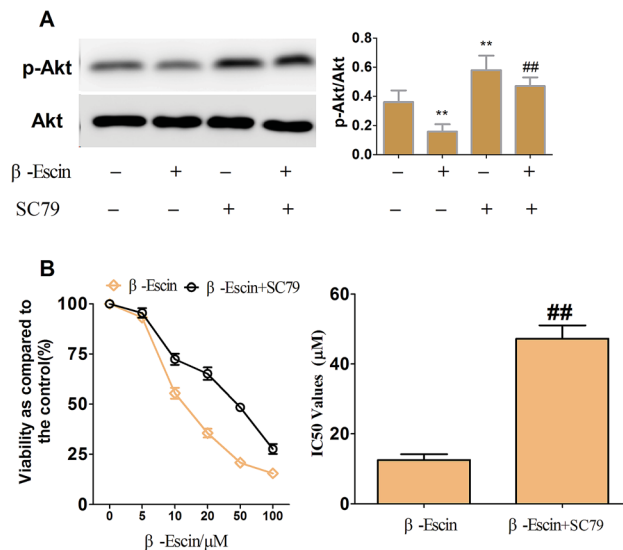 A
p-Akt
Akt
β -Escin − + − +
SC79 − − + +
p-Akt/Akt
0.8
0.6
0.4
0.2
0.0
**
**
##
− + − +
− − + +
B
β -Escin β -Escin+SC79
Viability as compared to
the control(%)
100
75
50
25
0
0 5 10 20 50 100
β -Escin/μM
IC50 Values (μM)
60
40
20
0
##
β -Escin β -Escin+SC79